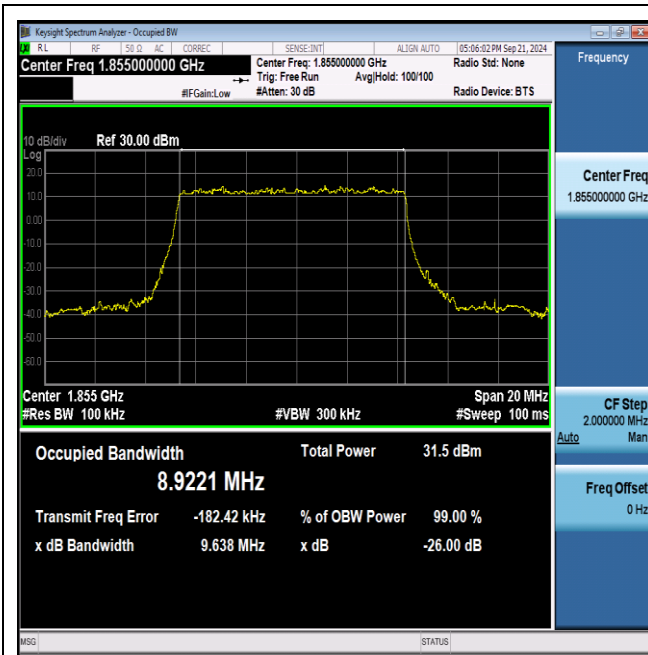 Keysight Spectrum Analyzer - Occupied BW
RL RF 50 Ω AC CORREC SENSE:INT ALIGN AUTO 05:06:02 PM Sep 21, 2024
Center Freq 1.855000000 GHz Center Freq: 1.855000000 GHz Radio Std: None Frequency
Trig: Free Run Avg|Hold: 100/100
#IFGain:Low #Atten: 30 dB Radio Device: BTS
10 dB/div Ref 30.00 dBm
Log
20.0
10.0
0.00
-10.0
-20.0
-30.0
-40.0
-50.0
-60.0
Center Freq
1.855000000 GHz
Center 1.855 GHz Span 20 MHz
#Res BW 100 kHz #VBW 300 kHz #Sweep 100 ms
CF Step
2.000000 MHz
Auto Man
Occupied Bandwidth Total Power 31.5 dBm
8.9221 MHz
Transmit Freq Error -182.42 kHz % of OBW Power 99.00 %
x dB Bandwidth 9.638 MHz x dB -26.00 dB
Freq Offset
0 Hz
MSG STATUS